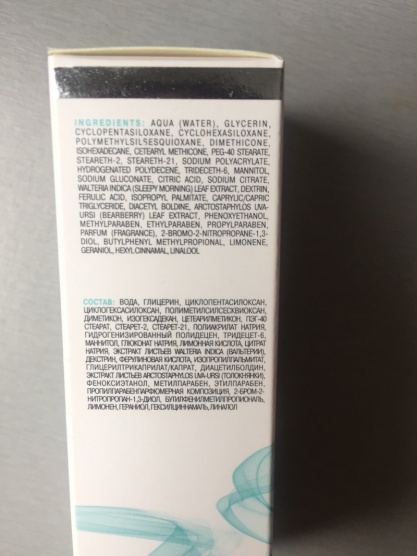 INGREDIENTS: AQUA (WATER), GLYCERIN,
CYCLOPENTASILOXANE, CYCLOHEXASILOXANE,
POLYMETHYLSILSESQUIOXANE, DIMETHICONE,
ISOHEXADECANE, CETEARYL METHICONE, PEG-40 STEARATE,
STEARETH-2, STEARETH-21, SODIUM POLYACRYLATE,
HYDROGENATED POLYDECENE, TRIDECETH-6, MANNITOL,
SODIUM GLUCONATE, CITRIC ACID, SODIUM CITRATE,
WALTERIA INDICA (SLEEPY MORNING) LEAF EXTRACT, DEXTRIN,
FERULIC ACID, ISOPROPYL PALMITATE, CAPRYLIC/CAPRIC
TRIGLYCERIDE, DIACETYL BOLDINE, ARCTOSTAPHYLOS UVA-
URSI (BEARBERRY) LEAF EXTRACT, PHENOXYETHANOL,
METHYLPARABEN, ETHYLPARABEN, PROPYLPARABEN,
PARFUM (FRAGRANCE), 2-BROMO-2-NITROPROPANE-1,3-
DIOL, BUTYLPHENYL METHYLPROPIONAL, LIMONENE,
GERANIOL, HEXYL CINNAMAL, LINALOOL
СОСТАВ: ВОДА, ГЛИЦЕРИН, ЦИКЛОПЕНТАСИЛОКСАН,
ЦИКЛОГЕКСАСИЛОКСАН, ПОЛИМЕТИЛСИЛСЕСКВИОКСАН,
ДИМЕТИКОН, ИЗОГЕКСАДЕКАН, ЦЕТЕАРИЛМЕТИКОН, ПЭГ-40
СТЕАРАТ, СТЕАРЕТ-2, СТЕАРЕТ-21, ПОЛИАКРИЛАТ НАТРИЯ,
ГИДРОГЕНИЗИРОВАННЫЙ ПОЛИДЕЦЕН, ТРИДЕЦЕТ-6,
МАННИТОЛ, ГЛЮКОНАТ НАТРИЯ, ЛИМОННАЯ КИСЛОТА, ЦИТРАТ
НАТРИЯ, ЭКСТРАКТ ЛИСТЬЕВ WALTERIA INDICA (ВАЛЬТЕРИИ),
ДЕКСТРИН, ФЕРУЛИНОВАЯ КИСЛОТА, ИЗОПРОПИЛПАЛЬМИТАТ,
ГЛИЦЕРИЛТРИКАПРИЛАТ/КАПРАТ, ДИАЦЕТИЛБОЛДИН,
ЭКСТРАКТ ЛИСТЬЕВ ARCTOSTAPHYLOS UVA-URSI (ТОЛОКНЯНКИ),
ФЕНОКСИЭТАНОЛ, МЕТИЛПАРАБЕН, ЭТИЛПАРАБЕН,
ПРОПИЛПАРАБЕН ПАРФЮМЕРНАЯ КОМПОЗИЦИЯ, 2-БРОМ-2-
НИТРОПРОПАН-1,3-ДИОЛ, БУТИЛФЕНИЛМЕТИЛПРОПИОНАЛЬ,
ЛИМОНЕН, ГЕРАНИОЛ, ГЕКСИЛЦИННАМАЛЬ, ЛИНАЛОЛ